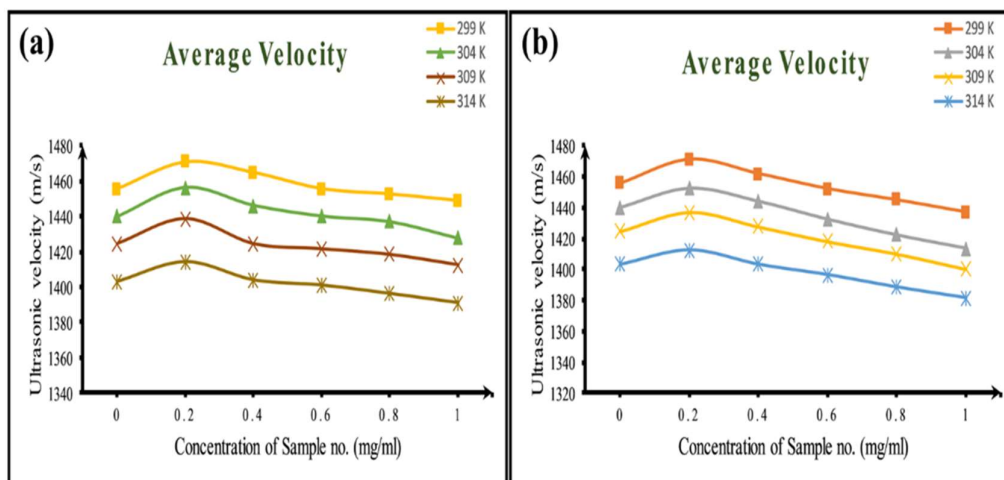 (a)
Average Velocity
299 K
304 K
309 K
314 K
Ultrasonic velocity (m/s)
1480
1460
1440
1420
1400
1380
1360
1340
0 0.2 0.4 0.6 0.8 1
Concentration of Sample no. (mg/ml)
(b)
Average Velocity
299 K
304 K
309 K
314 K
Ultrasonic velocity (m/s)
1480
1460
1440
1420
1400
1380
1360
1340
1320
0 0.2 0.4 0.6 0.8 1
Concentration of Sample no. (mg/ml)